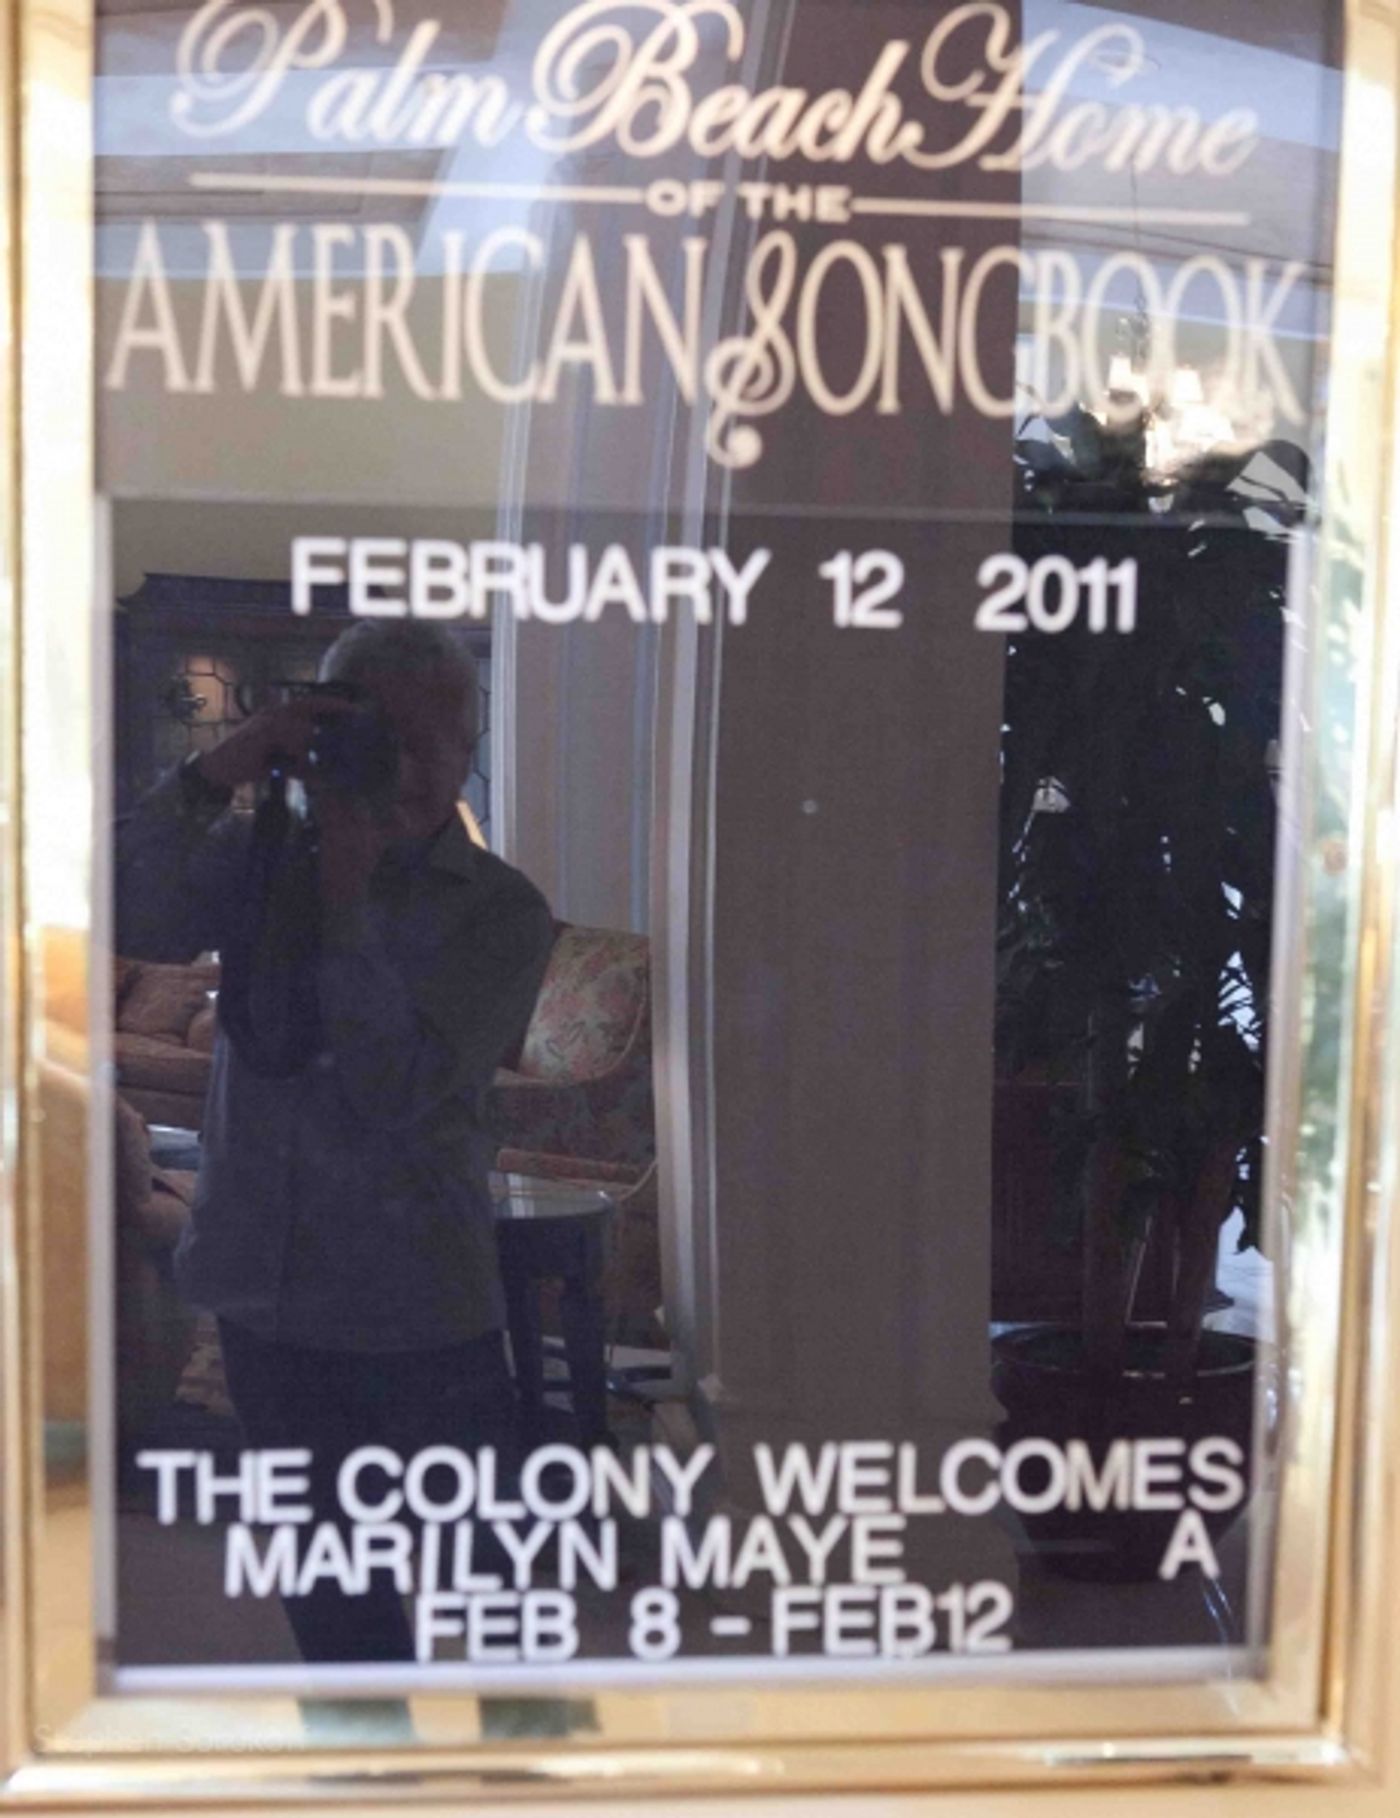 Palm Beach Home
OF THE
AMERICAN SONGBOOK
FEBRUARY 12 2011
THE COLONY WELCOMES
MARILYN MAYE A
FEB 8 - FEB12